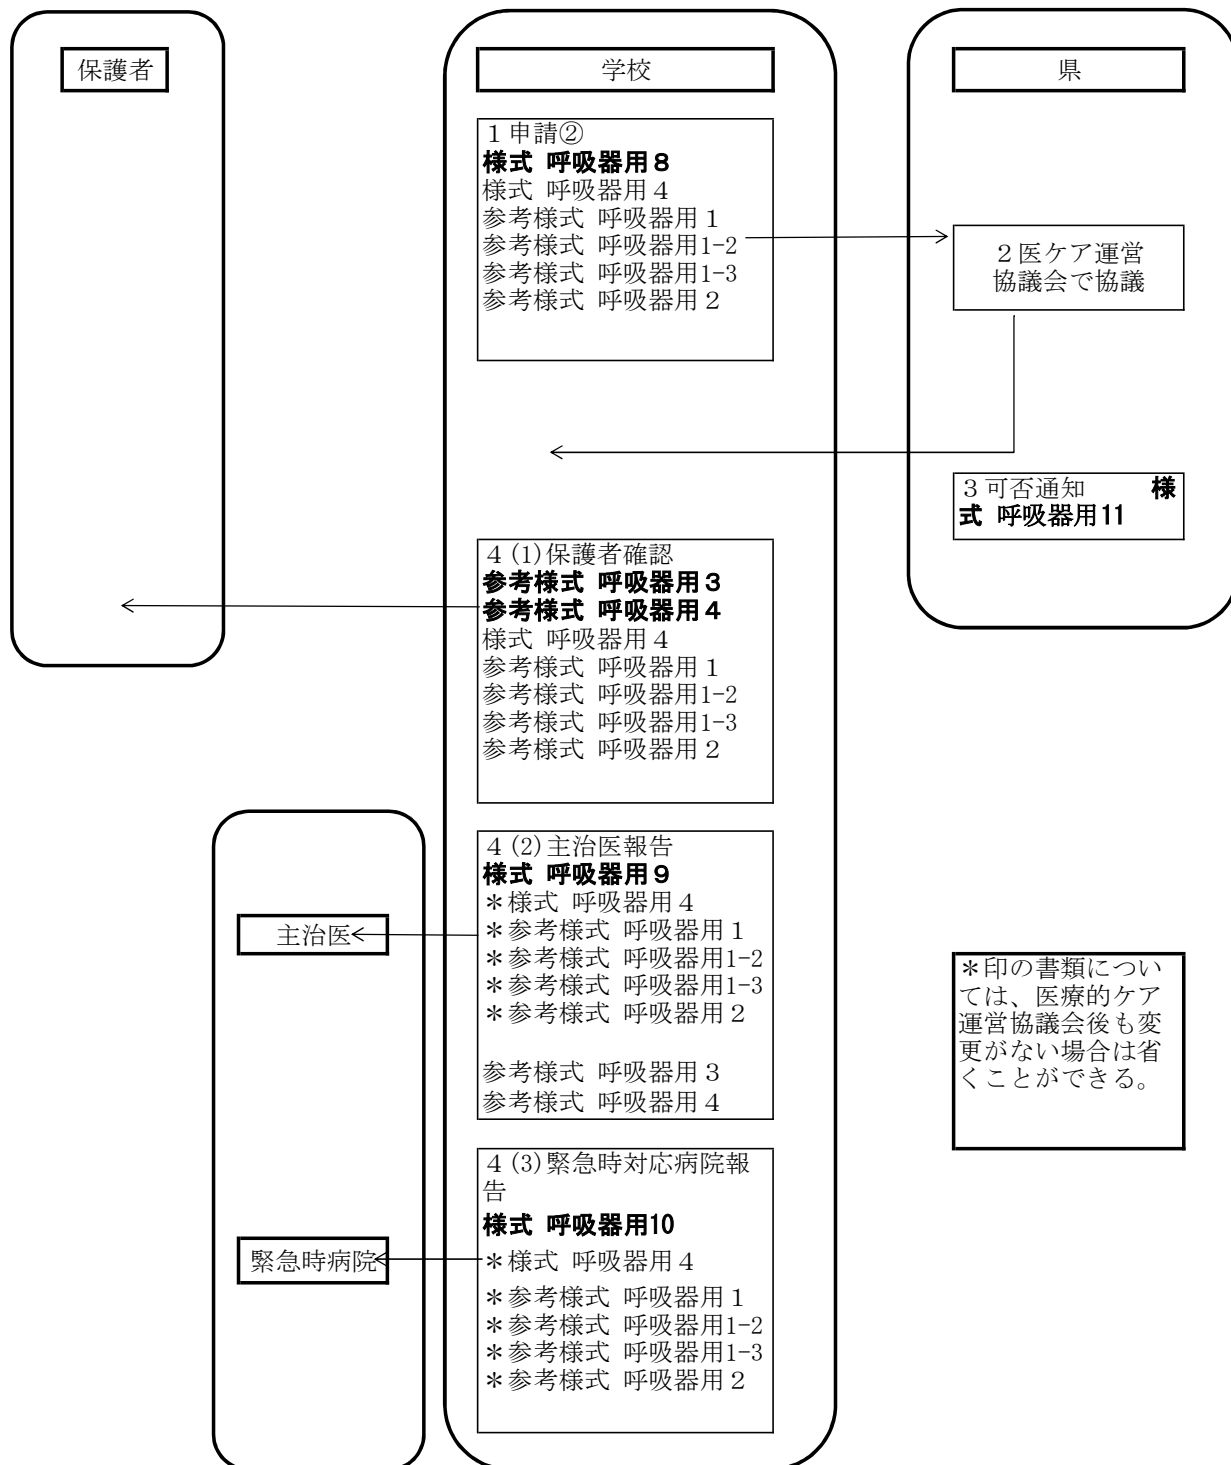 保護者
学校
県
1申請②
様式 呼吸器用8
様式 呼吸器用4
参考様式 呼吸器用1
参考様式 呼吸器用1-2
参考様式 呼吸器用1-3
参考様式 呼吸器用2
2医ケア運営
協議会で協議
3可否通知 様
式 呼吸器用11
4(1)保護者確認
参考様式 呼吸器用3
参考様式 呼吸器用4
様式 呼吸器用4
参考様式 呼吸器用1
参考様式 呼吸器用1-2
参考様式 呼吸器用1-3
参考様式 呼吸器用2
4(2)主治医報告
様式 呼吸器用9
*様式 呼吸器用4
*参考様式 呼吸器用1
*参考様式 呼吸器用1-2
*参考様式 呼吸器用1-3
*参考様式 呼吸器用2
参考様式 呼吸器用3
参考様式 呼吸器用4
主治医
*印の書類につい
ては、医療的ケア
運営協議会後も変
更がない場合は省
くことができる。
4(3)緊急時対応病院報
告
様式 呼吸器用10
*様式 呼吸器用4
*参考様式 呼吸器用1
*参考様式 呼吸器用1-2
*参考様式 呼吸器用1-3
*参考様式 呼吸器用2
緊急時病院